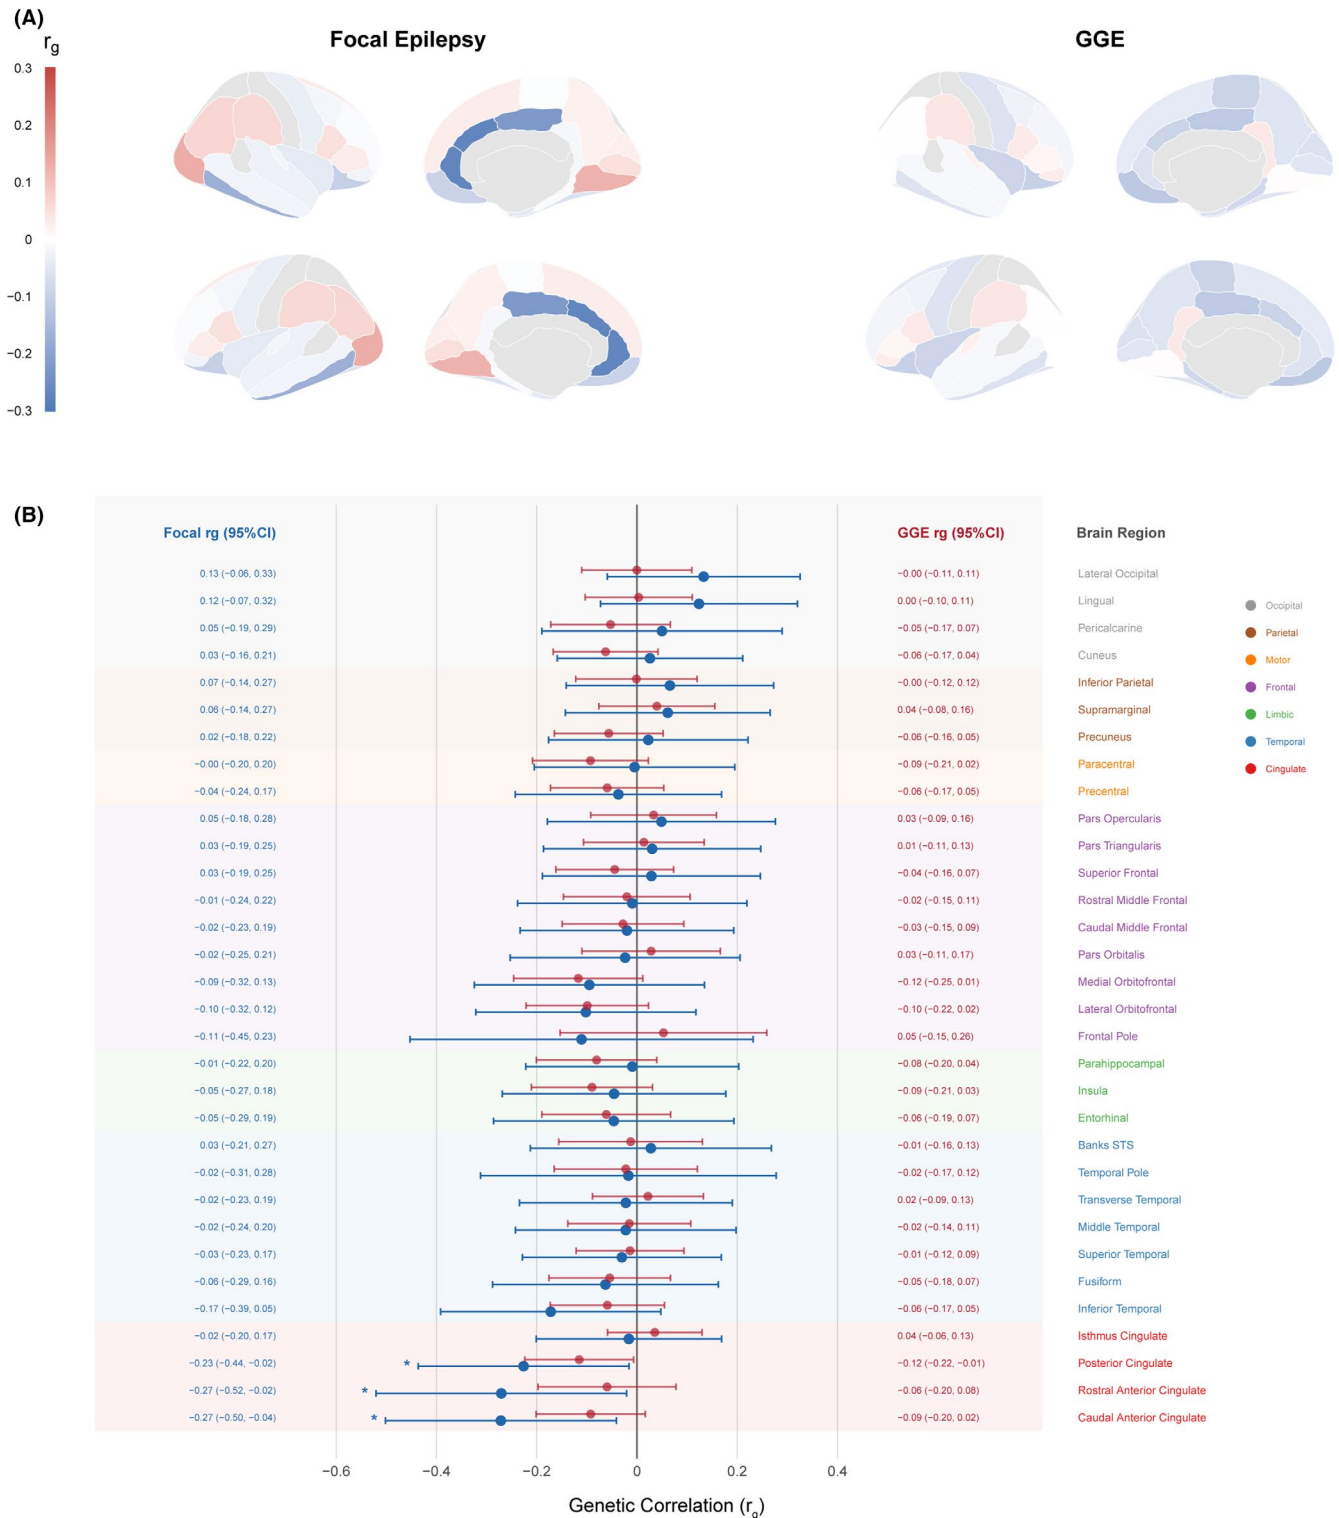 (A)
r_g
Focal Epilepsy
GGE
0.3
0.2
0.1
0
−0.1
−0.2
−0.3
(B)
Focal rg (95%CI) GGE rg (95%CI) Brain Region
0.13 (−0.06, 0.33) −0.00 (−0.11, 0.11) Lateral Occipital
0.12 (−0.07, 0.32) 0.00 (−0.10, 0.11) Lingual
0.05 (−0.19, 0.29) −0.05 (−0.17, 0.07) Pericalcarine
0.03 (−0.16, 0.21) −0.06 (−0.17, 0.04) Cuneus
0.07 (−0.14, 0.27) −0.00 (−0.12, 0.12) Inferior Parietal
0.06 (−0.14, 0.27) 0.04 (−0.08, 0.16) Supramarginal
0.02 (−0.18, 0.22) −0.06 (−0.16, 0.05) Precuneus
−0.00 (−0.20, 0.20) −0.09 (−0.21, 0.02) Paracentral
−0.04 (−0.24, 0.17) −0.06 (−0.17, 0.05) Precentral
0.05 (−0.18, 0.28) 0.03 (−0.09, 0.16) Pars Opercularis
0.03 (−0.19, 0.25) 0.01 (−0.11, 0.13) Pars Triangularis
0.03 (−0.19, 0.25) −0.04 (−0.16, 0.07) Superior Frontal
−0.01 (−0.24, 0.22) −0.02 (−0.15, 0.11) Rostral Middle Frontal
−0.02 (−0.23, 0.19) −0.03 (−0.15, 0.09) Caudal Middle Frontal
−0.02 (−0.25, 0.21) 0.03 (−0.11, 0.17) Pars Orbitalis
−0.09 (−0.32, 0.13) −0.12 (−0.25, 0.01) Medial Orbitofrontal
−0.10 (−0.32, 0.12) −0.10 (−0.22, 0.02) Lateral Orbitofrontal
−0.11 (−0.45, 0.23) 0.05 (−0.15, 0.26) Frontal Pole
−0.01 (−0.22, 0.20) −0.08 (−0.20, 0.04) Parahippocampal
−0.05 (−0.27, 0.18) −0.09 (−0.21, 0.03) Insula
−0.05 (−0.29, 0.19) −0.06 (−0.19, 0.07) Entorhinal
0.03 (−0.21, 0.27) −0.01 (−0.16, 0.13) Banks STS
−0.02 (−0.31, 0.28) −0.02 (−0.17, 0.12) Temporal Pole
−0.02 (−0.23, 0.19) 0.02 (−0.09, 0.13) Transverse Temporal
−0.02 (−0.24, 0.20) −0.02 (−0.14, 0.11) Middle Temporal
−0.03 (−0.23, 0.17) −0.01 (−0.12, 0.09) Superior Temporal
−0.06 (−0.29, 0.16) −0.05 (−0.18, 0.07) Fusiform
−0.17 (−0.39, 0.05) −0.06 (−0.17, 0.05) Inferior Temporal
−0.02 (−0.20, 0.17) 0.04 (−0.06, 0.13) Isthmus Cingulate
−0.23 (−0.44, −0.02) * −0.12 (−0.22, −0.01) Posterior Cingulate
−0.27 (−0.52, −0.02) * −0.06 (−0.20, 0.08) Rostral Anterior Cingulate
−0.27 (−0.50, −0.04) * −0.09 (−0.20, 0.02) Caudal Anterior Cingulate
Occipital
Parietal
Motor
Frontal
Limbic
Temporal
Cingulate
−0.6 −0.4 −0.2 0 0.2 0.4
Genetic Correlation (r_g)